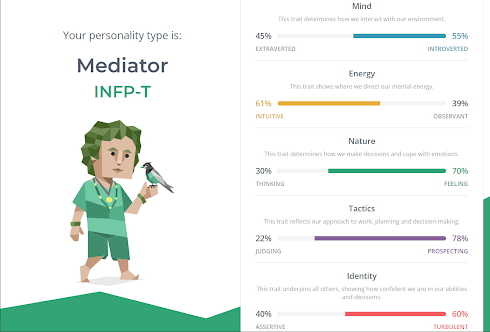 Your personality type is:
Mediator
INFP-T
Mind
This trait determines how we interact with our environment.
45% 55%
EXTRAVERTED INTROVERTED
Energy
This trait shows where we direct our mental energy.
61% 39%
INTUITIVE OBSERVANT
Nature
This trait determines how we make decisions and cope with emotions.
30% 70%
THINKING FEELING
Tactics
This trait reflects our approach to work, planning and decision-making.
22% 78%
JUDGING PROSPECTING
Identity
This trait underpins all others, showing how confident we are in our abilities
and decisions.
40% 60%
ASSERTIVE TURBULENT